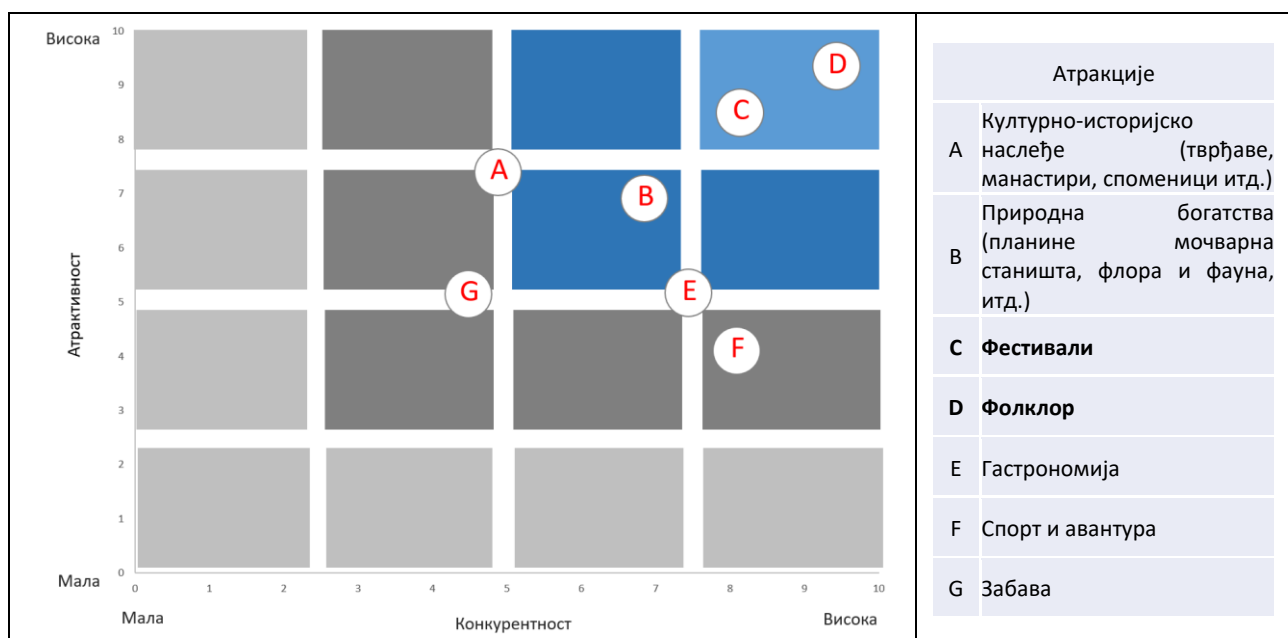 Висока
10
9
8
7
6
5
4
3
2
1
0
Мала
Атрактивност
D
C
A
B
G
E
F
0 1 2 3 4 5 6 7 8 9 10
Мала Конкурентност Висока
Атракције
A Културно-историјско
наслеђе (тврђаве,
манастири, споменици итд.)
B Природна богатства
(планине мочварна
станишта, флора и фауна,
итд.)
C Фестивали
D Фолклор
E Гастрономија
F Спорт и авантура
G Забава